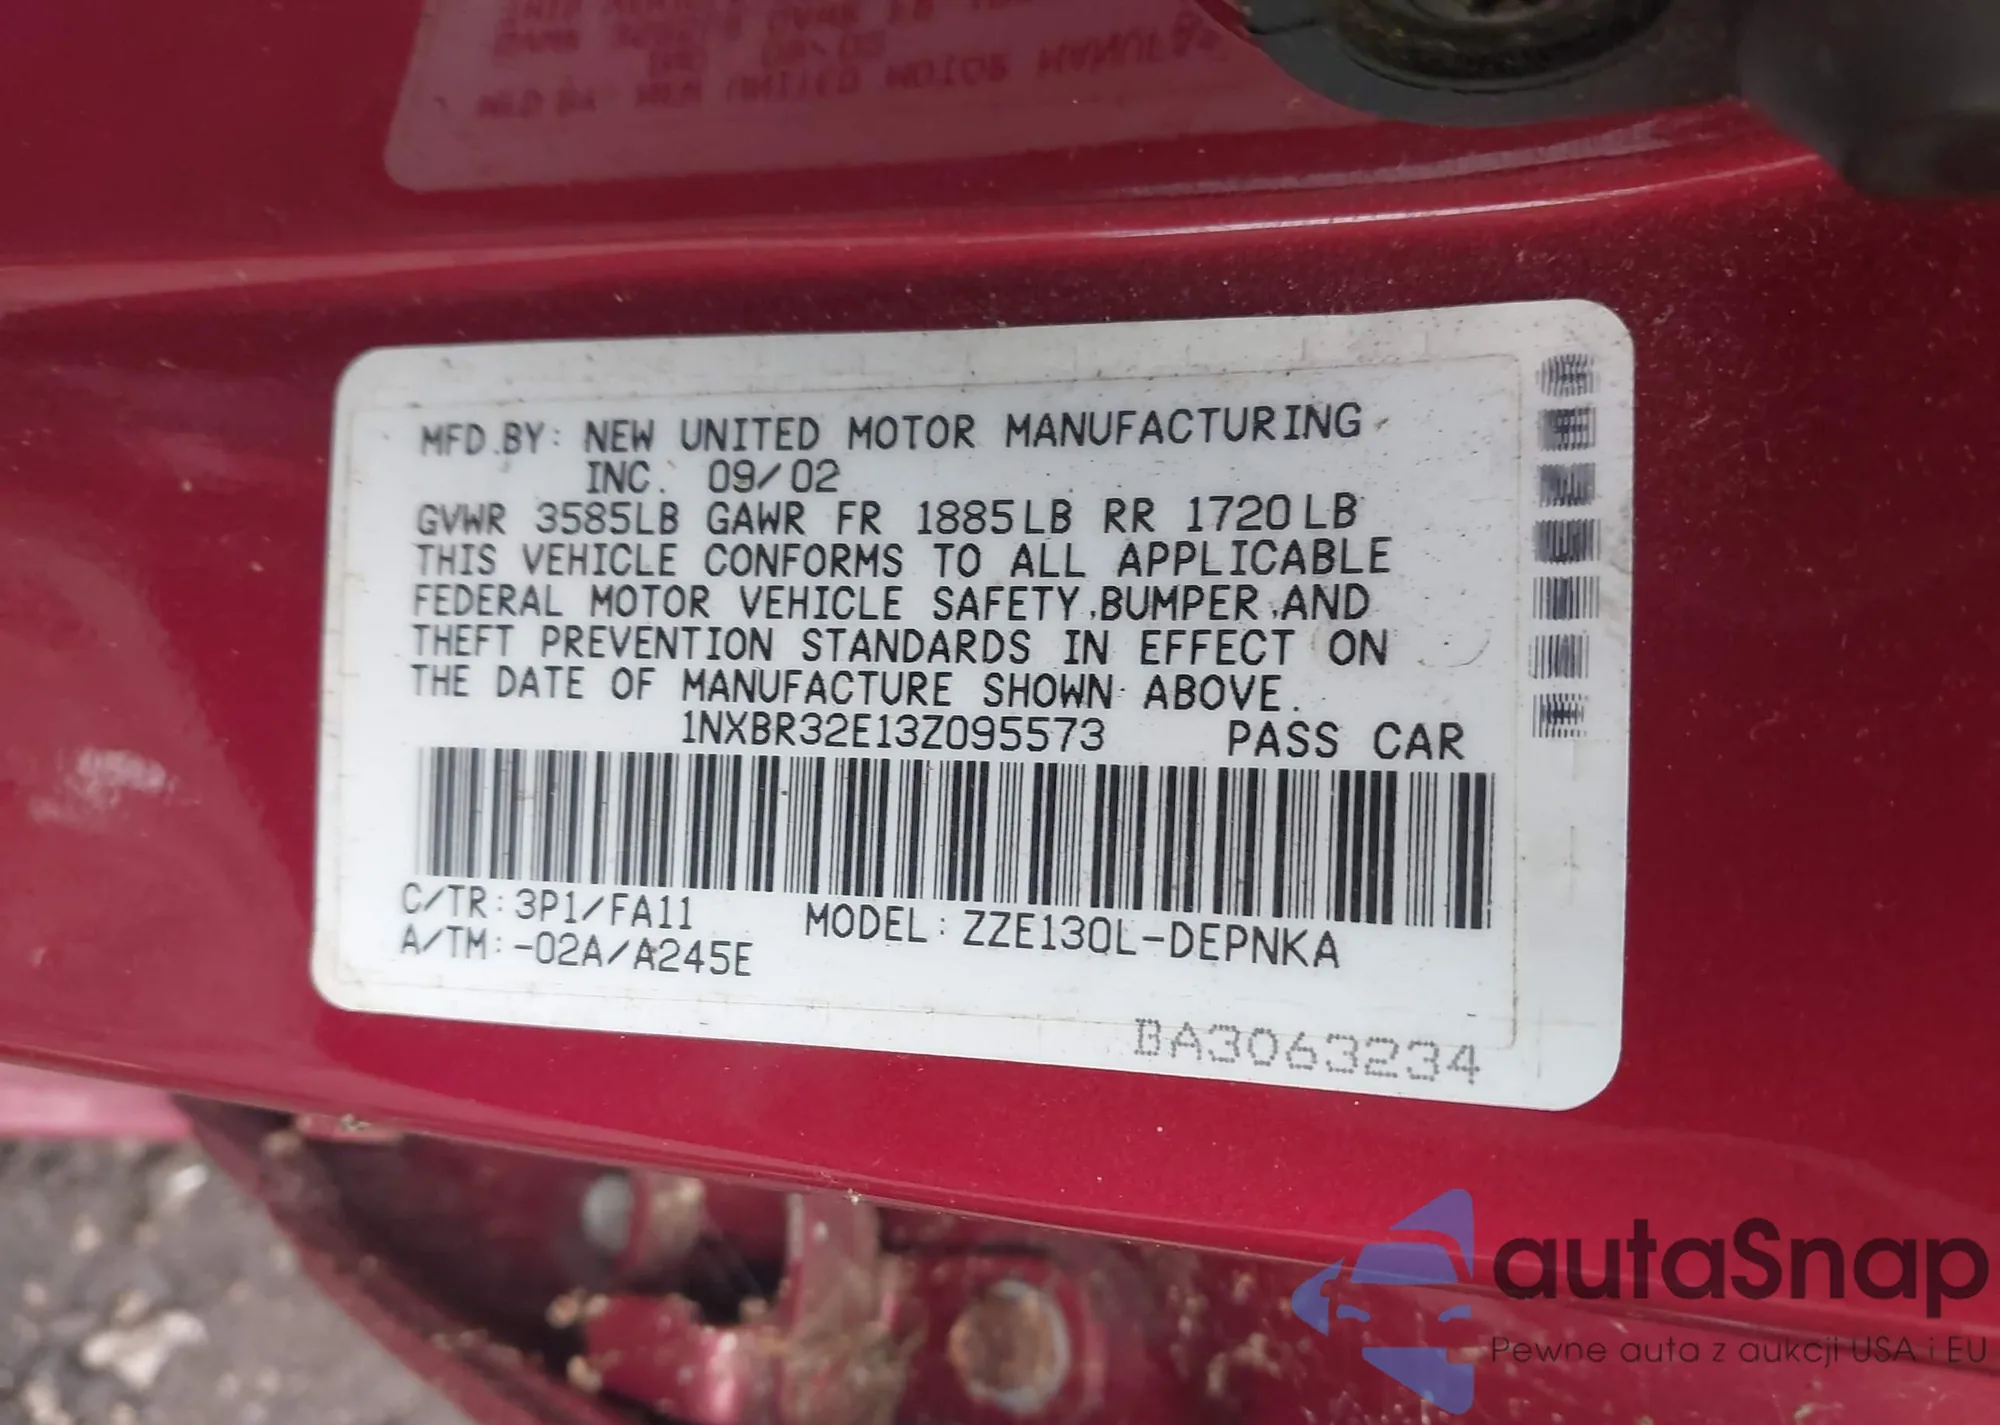 MFD.BY: NEW UNITED MOTOR MANUFACTURING
INC. 09/02
GVWR 3585LB GAWR FR 1885LB RR 1720LB
THIS VEHICLE CONFORMS TO ALL APPLICABLE
FEDERAL MOTOR VEHICLE SAFETY,BUMPER,AND
THEFT PREVENTION STANDARDS IN EFFECT ON
THE DATE OF MANUFACTURE SHOWN ABOVE.
1NXBR32E13Z095573 PASS CAR
C/TR:3P1/FA11
A/TM:-02A/A245E
MODEL: ZZE130L-DEPNKA
BA3063234
autoSnap
Pewne auta z aukcji USA i EU